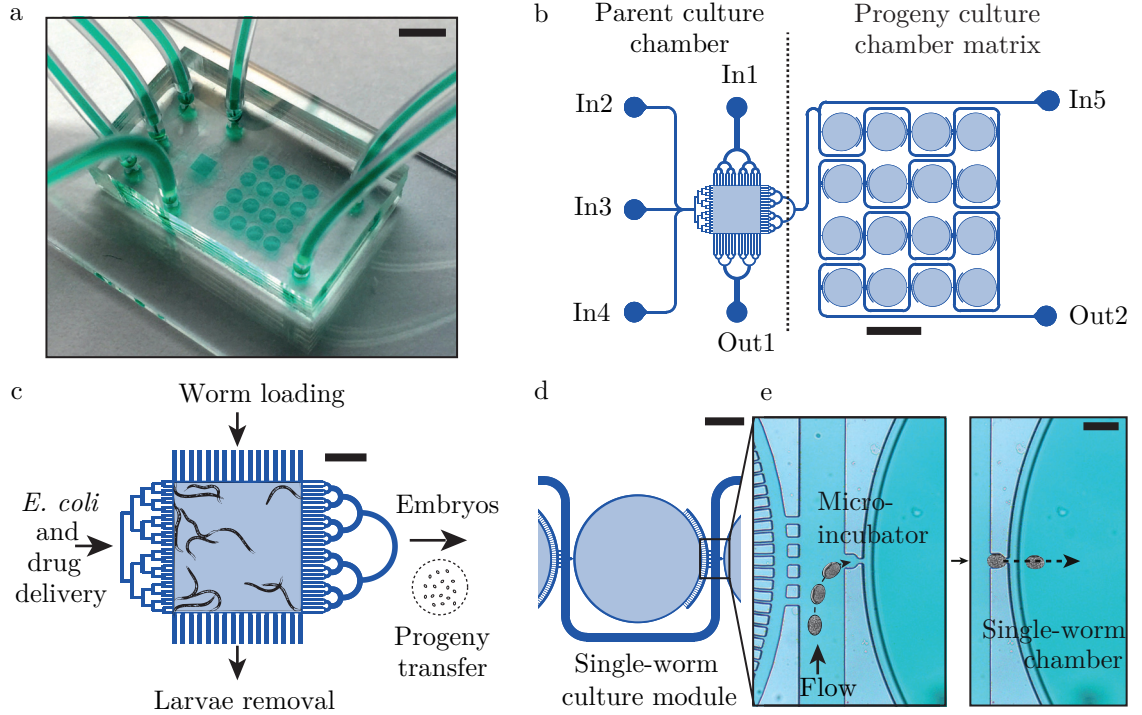 a
b
Parent culture
chamber
Progeny culture
chamber matrix
In1
In2
In5
In3
In4
Out1
Out2
c
Worm loading
E. coli
and
drug
delivery
Embryos
Progeny
transfer
Larvae removal
d
Single-worm
culture module
e
Micro-
incubator
Flow
Single-worm
chamber